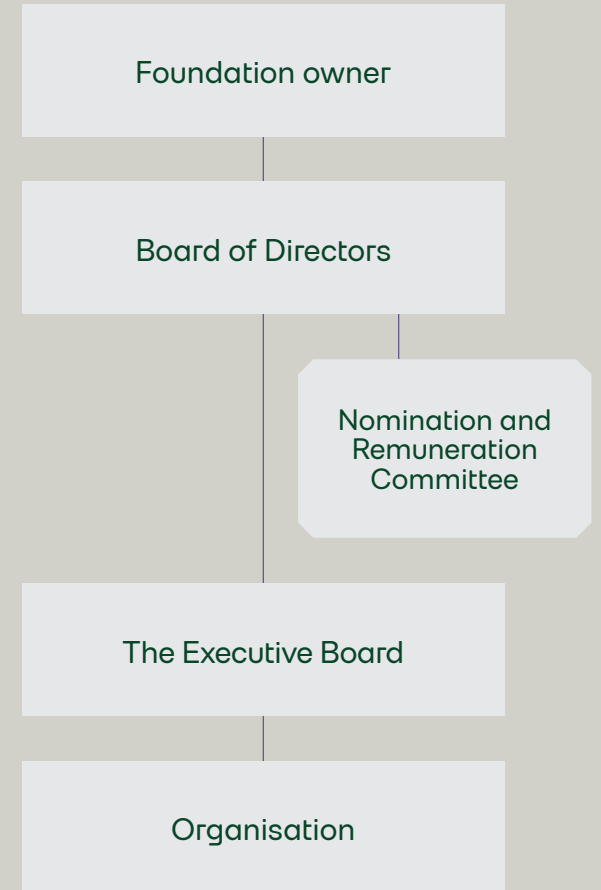 Foundation owner
Board of Directors
Nomination and
Remuneration
Committee
The Executive Board
Organisation